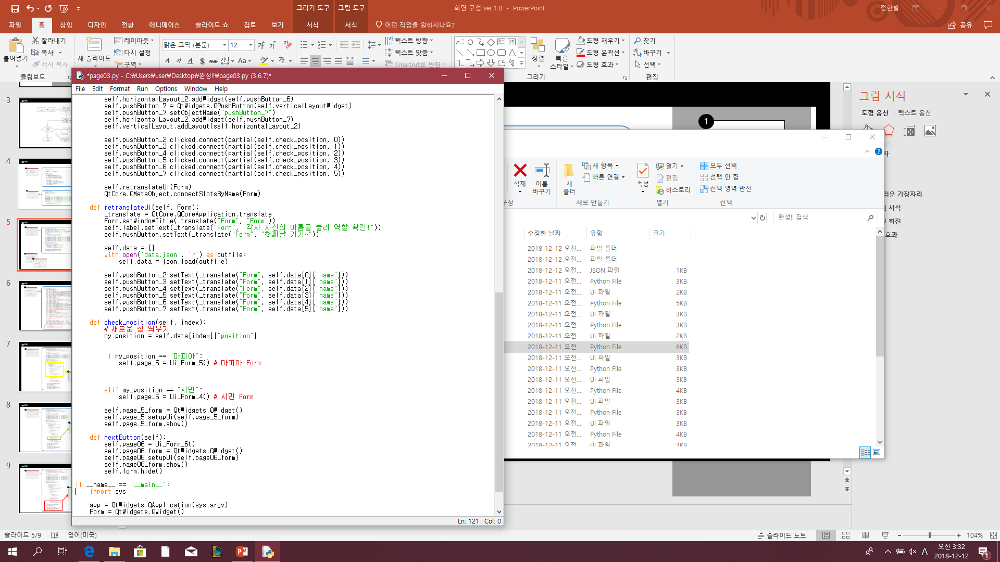 그리기 도구
그림 도구
화면 구성 ver.1.0 - PowerPoint
정한별
파일
홈
삽입
디자인
전환
애니메이션
슬라이드 쇼
검토
보기
서식
서식
어떤 작업을 원하시나요?
공유
붙여넣기
잘라내기
복사
서식 복사
클립보드
새 슬라이드
레이아웃
다시 설정
구역
맑은 고딕 (본문)
12
텍스트 방향
텍스트 맞춤
SmartArt로 변환
정렬
빠른 스타일
도형 채우기
도형 윤곽선
도형 효과
그리기
찾기
바꾸기
선택
편집
*page03.py - C:₩Users₩user₩Desktop₩완성!!₩page03.py (3.6.7)*
File Edit Format Run Options Window Help
self.horizontalLayout_2.addWidget(self.pushButton_6)
self.pushButton_7 = QtWidgets.QPushButton(self.verticalLayoutWidget)
self.pushButton_7.setObjectName("pushButton_7")
self.horizontalLayout_2.addWidget(self.pushButton_7)
self.verticalLayout.addLayout(self.horizontalLayout_2)
self.pushButton_2.clicked.connect(partial(self.check_position, 0))
self.pushButton_3.clicked.connect(partial(self.check_position, 1))
self.pushButton_4.clicked.connect(partial(self.check_position, 2))
self.pushButton_5.clicked.connect(partial(self.check_position, 3))
self.pushButton_6.clicked.connect(partial(self.check_position, 4))
self.pushButton_7.clicked.connect(partial(self.check_position, 5))
self.retranslateUi(Form)
QtCore.QMetaObject.connectSlotsByName(Form)
def retranslateUi(self, Form):
_translate = QtCore.QCoreApplication.translate
Form.setWindowTitle(_translate("Form", "Form"))
self.label.setText(_translate("Form", "각자 자신의 이름을 눌러 역할 확인!"))
self.pushButton.setText(_translate("Form", "첫째날 기기~"))
self.data = []
with open('data.json', 'r') as outfile:
self.data = json.load(outfile)
self.pushButton_2.setText(_translate("Form", self.data[0]["name"]))
self.pushButton_3.setText(_translate("Form", self.data[1]["name"]))
self.pushButton_4.setText(_translate("Form", self.data[2]["name"]))
self.pushButton_5.setText(_translate("Form", self.data[3]["name"]))
self.pushButton_6.setText(_translate("Form", self.data[4]["name"]))
self.pushButton_7.setText(_translate("Form", self.data[5]["name"]))
def check_position(self, index):
# 새로운 창 띄우기
my_position = self.data[index]["position"]
if my_position == "마피아":
self.page_5 = Ui_Form_5() # 마피아 Form
elif my_position == "시민":
self.page_5 = Ui_Form_4() # 시민 Form
self.page_5_form = QtWidgets.QWidget()
self.page_5.setupUi(self.page_5_form)
self.page_5_form.show()
def nextButton(self):
self.page06 = Ui_Form_6()
self.page06_form = QtWidgets.QWidget()
self.page06.setupUi(self.page06_form)
self.page06_form.show()
self.form.hide()
if __name__ == "__main__":
import sys
app = QtWidgets.QApplication(sys.argv)
Form = QtWidgets.QWidget()
Ln: 121 Col: 0
3
4
5
6
7
8
9
1
삭제
이름 바꾸기
구성
새 폴더
새 항목
빠른 연결
새로 만들기
속성
열기
편집
히스토리
열기
모두 선택
선택 안 함
선택 영역 반전
선택
완성!! 검색
수정한 날짜 유형 크기
2018-12-12 오전... 파일 폴더
2018-12-12 오전... 파일 폴더
2018-12-12 오전... JSON 파일 1KB
2018-12-11 오전... Python File 3KB
2018-12-11 오전... UI 파일 2KB
2018-12-11 오전... Python File 5KB
2018-12-11 오전... UI 파일 3KB
2018-12-11 오전... Python File 3KB
2018-12-11 오전... UI 파일 2KB
2018-12-11 오전... Python File 6KB
2018-12-11 오전... UI 파일 3KB
2018-12-11 오전... Python File 3KB
2018-12-11 오전... UI 파일 3KB
2018-12-11 오전... Python File 4KB
2018-12-11 오전... UI 파일 3KB
2018-12-11 오전... Python File 3KB
2018-12-11 오전... UI 파일 3KB
2018-12-11 오전... Python File 4KB
2018-12-11 오전 UI 파일 3KB
그림 서식
도형 옵션 텍스트 옵션
자
러운 가장자리
서식
회전
효과
슬라이드 5/9
영어(미국)
슬라이드 노트
104%
A
오전 3:32
2018-12-12
1